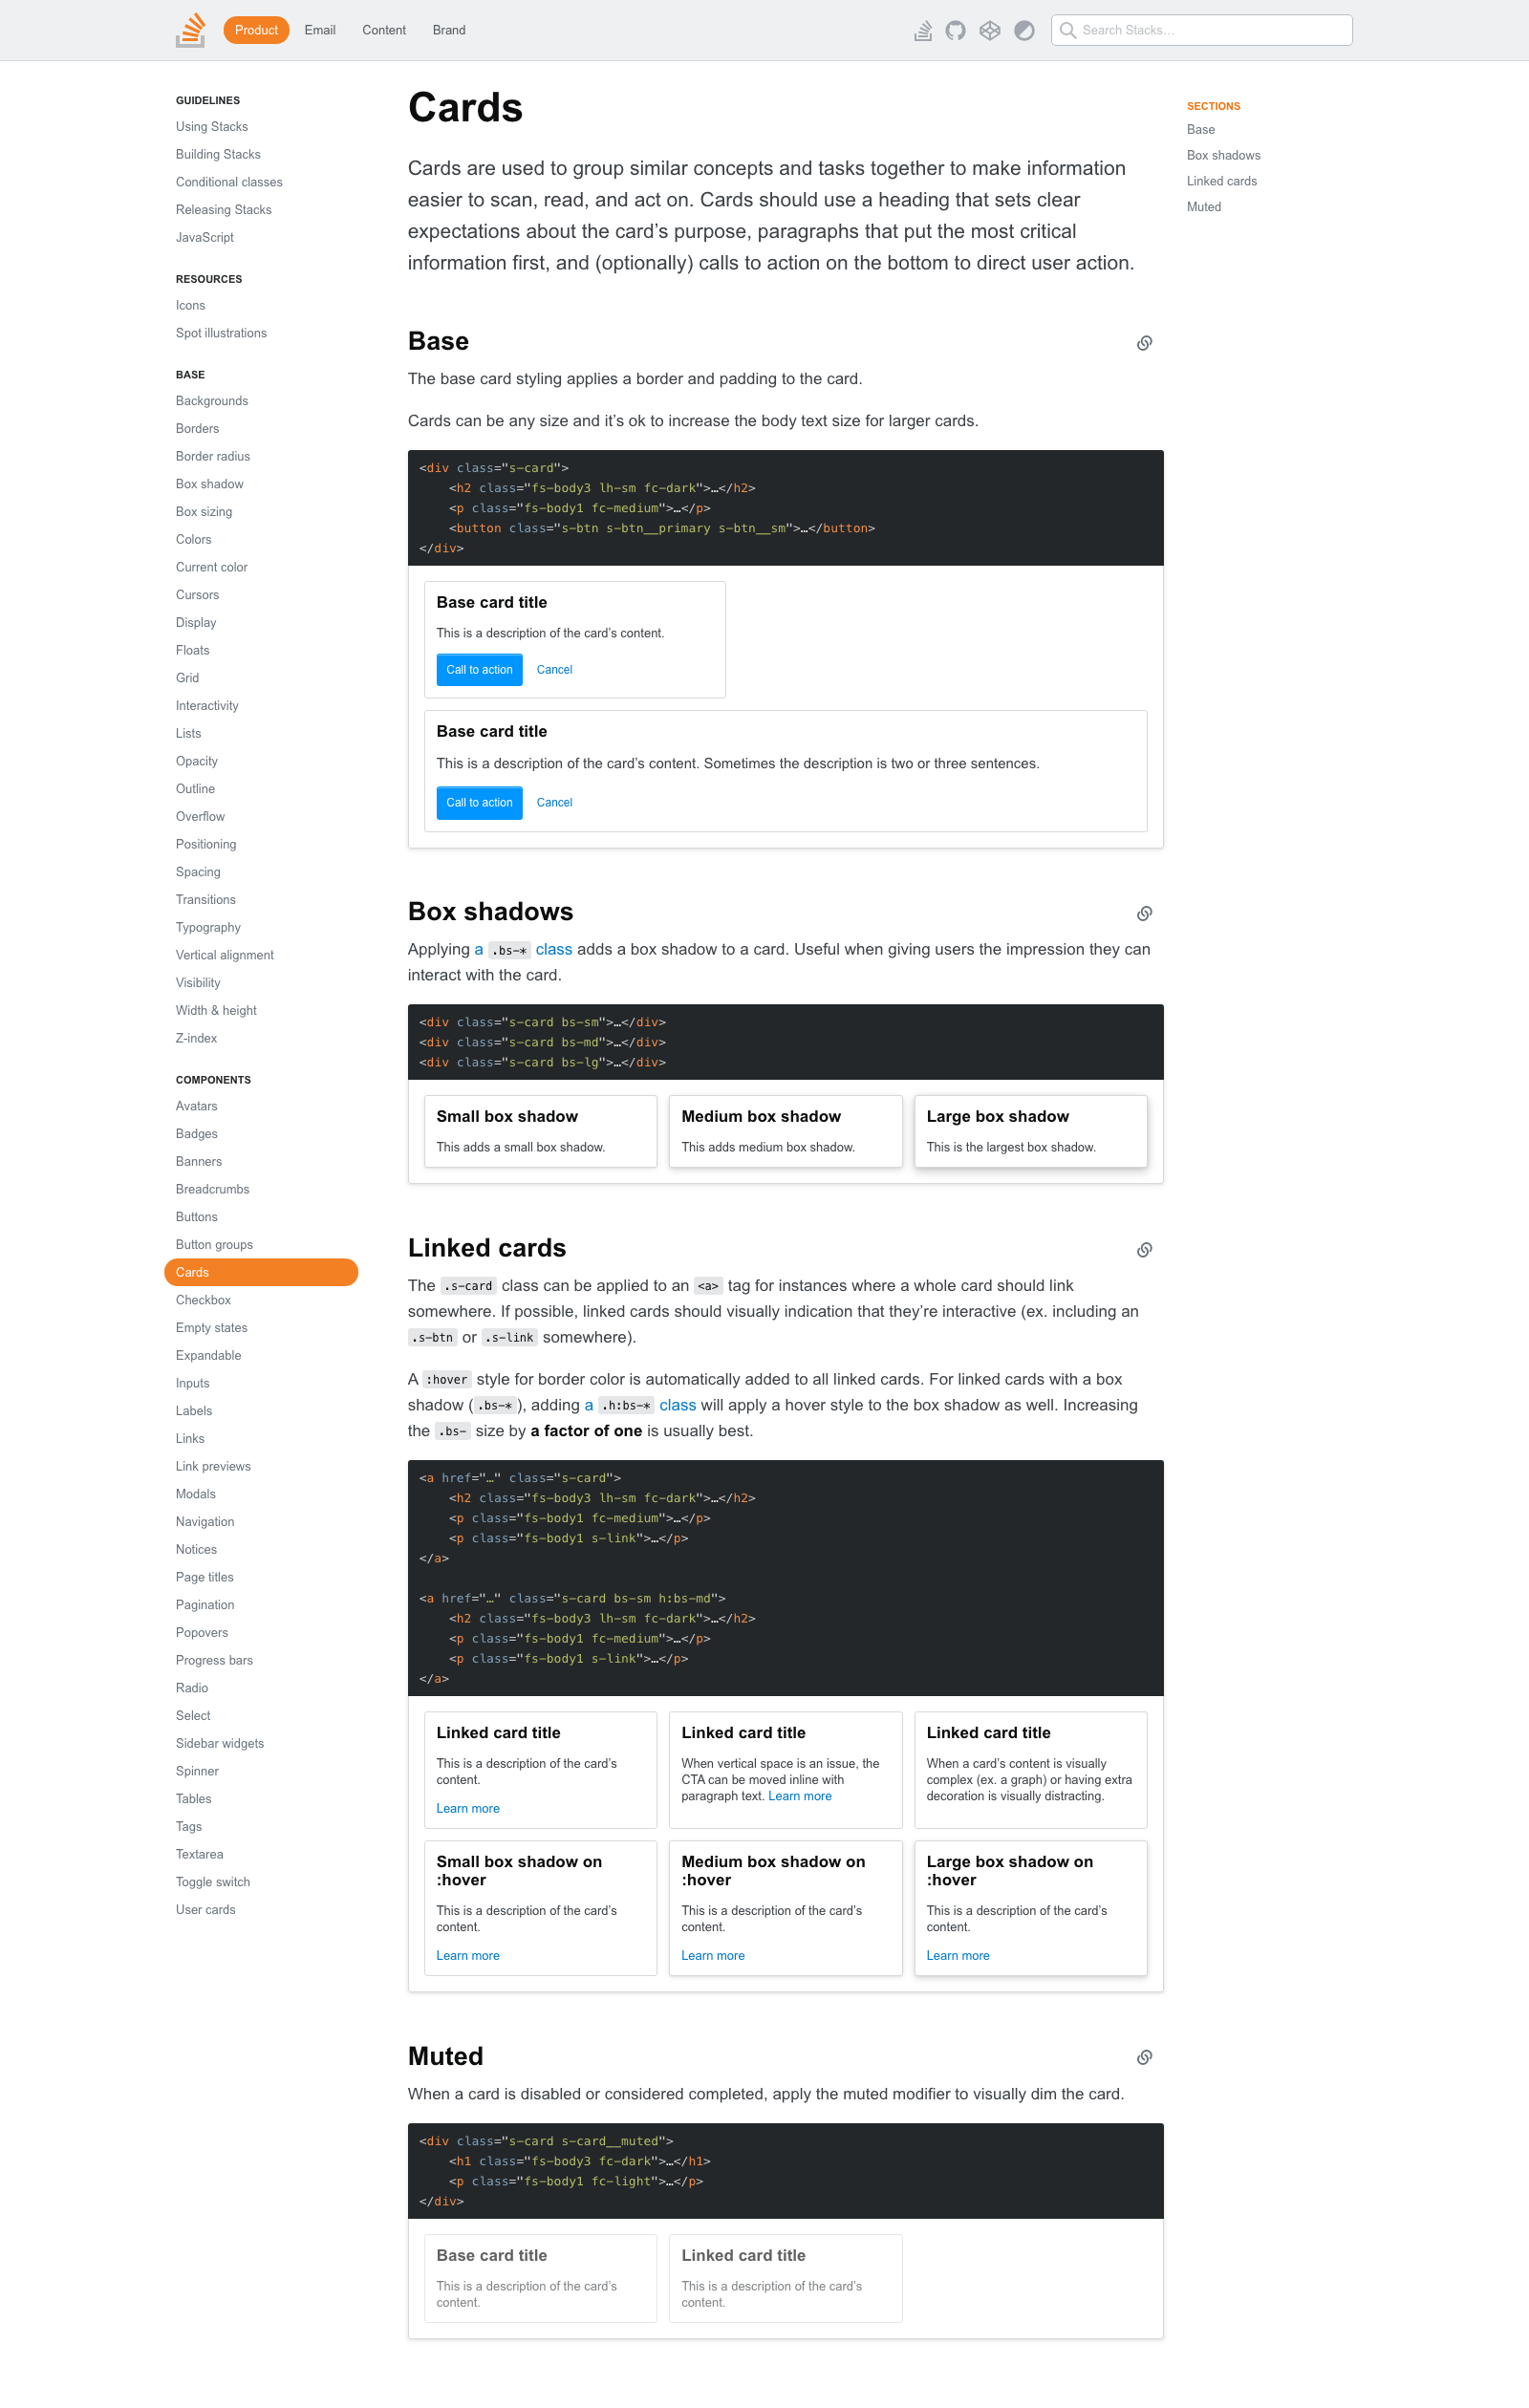 Product
Email
Content
Brand
Search Stacks…
GUIDELINES
Using Stacks
Building Stacks
Conditional classes
Releasing Stacks
JavaScript
RESOURCES
Icons
Spot illustrations
BASE
Backgrounds
Borders
Border radius
Box shadow
Box sizing
Colors
Current color
Cursors
Display
Floats
Grid
Interactivity
Lists
Opacity
Outline
Overflow
Positioning
Spacing
Transitions
Typography
Vertical alignment
Visibility
Width & height
Z-index
COMPONENTS
Avatars
Badges
Banners
Breadcrumbs
Buttons
Button groups
Cards
Checkbox
Empty states
Expandable
Inputs
Labels
Links
Link previews
Modals
Navigation
Notices
Page titles
Pagination
Popovers
Progress bars
Radio
Select
Sidebar widgets
Spinner
Tables
Tags
Textarea
Toggle switch
User cards
Cards
Cards are used to group similar concepts and tasks together to make information
easier to scan, read, and act on. Cards should use a heading that sets clear
expectations about the card’s purpose, paragraphs that put the most critical
information first, and (optionally) calls to action on the bottom to direct user action.
Base
The base card styling applies a border and padding to the card.
Cards can be any size and it’s ok to increase the body text size for larger cards.
<div class="s-card">
    <h2 class="fs-body3 lh-sm fc-dark">…</h2>
    <p class="fs-body1 fc-medium">…</p>
    <button class="s-btn s-btn__primary s-btn__sm">…</button>
</div>
Base card title
This is a description of the card’s content.
Call to action Cancel
Base card title
This is a description of the card’s content. Sometimes the description is two or three sentences.
Call to action Cancel
Box shadows
Applying a .bs-* class adds a box shadow to a card. Useful when giving users the impression they can
interact with the card.
<div class="s-card bs-sm">…</div>
<div class="s-card bs-md">…</div>
<div class="s-card bs-lg">…</div>
Small box shadow
This adds a small box shadow.
Medium box shadow
This adds medium box shadow.
Large box shadow
This is the largest box shadow.
Linked cards
The .s-card class can be applied to an <a> tag for instances where a whole card should link
somewhere. If possible, linked cards should visually indication that they’re interactive (ex. including an
.s-btn or .s-link somewhere).
A :hover style for border color is automatically added to all linked cards. For linked cards with a box
shadow (.bs-*), adding a .h:bs-* class will apply a hover style to the box shadow as well. Increasing
the .bs- size by a factor of one is usually best.
<a href="…" class="s-card">
    <h2 class="fs-body3 lh-sm fc-dark">…</h2>
    <p class="fs-body1 fc-medium">…</p>
    <p class="fs-body1 s-link">…</p>
</a>
<a href="…" class="s-card bs-sm h:bs-md">
    <h2 class="fs-body3 lh-sm fc-dark">…</h2>
    <p class="fs-body1 fc-medium">…</p>
    <p class="fs-body1 s-link">…</p>
</a>
Linked card title
This is a description of the card’s
content.
Learn more
Linked card title
When vertical space is an issue, the
CTA can be moved inline with
paragraph text. Learn more
Linked card title
When a card’s content is visually
complex (ex. a graph) or having extra
decoration is visually distracting.
Small box shadow on
:hover
This is a description of the card’s
content.
Learn more
Medium box shadow on
:hover
This is a description of the card’s
content.
Learn more
Large box shadow on
:hover
This is a description of the card’s
content.
Learn more
Muted
When a card is disabled or considered completed, apply the muted modifier to visually dim the card.
<div class="s-card s-card__muted">
    <h1 class="fs-body3 fc-dark">…</h1>
    <p class="fs-body1 fc-light">…</p>
</div>
Base card title
This is a description of the card’s
content.
Linked card title
This is a description of the card’s
content.
SECTIONS
Base
Box shadows
Linked cards
Muted